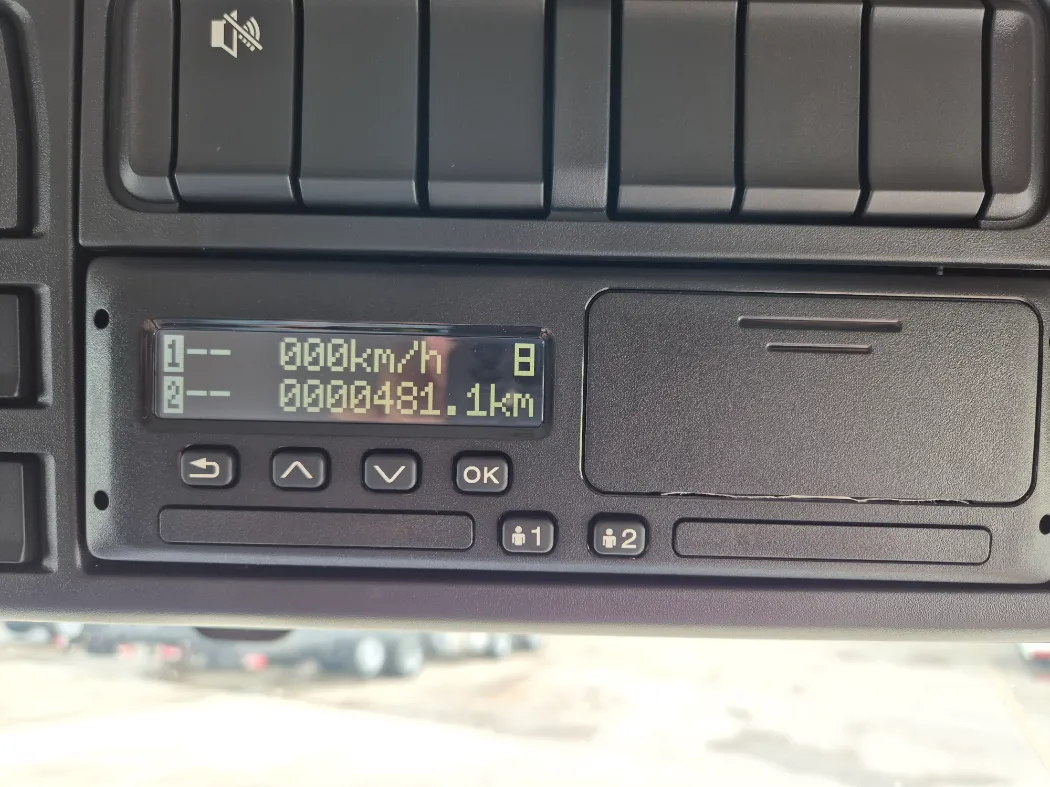 1-- 000km/h 8
2-- 0000481.1km
OK
1 2